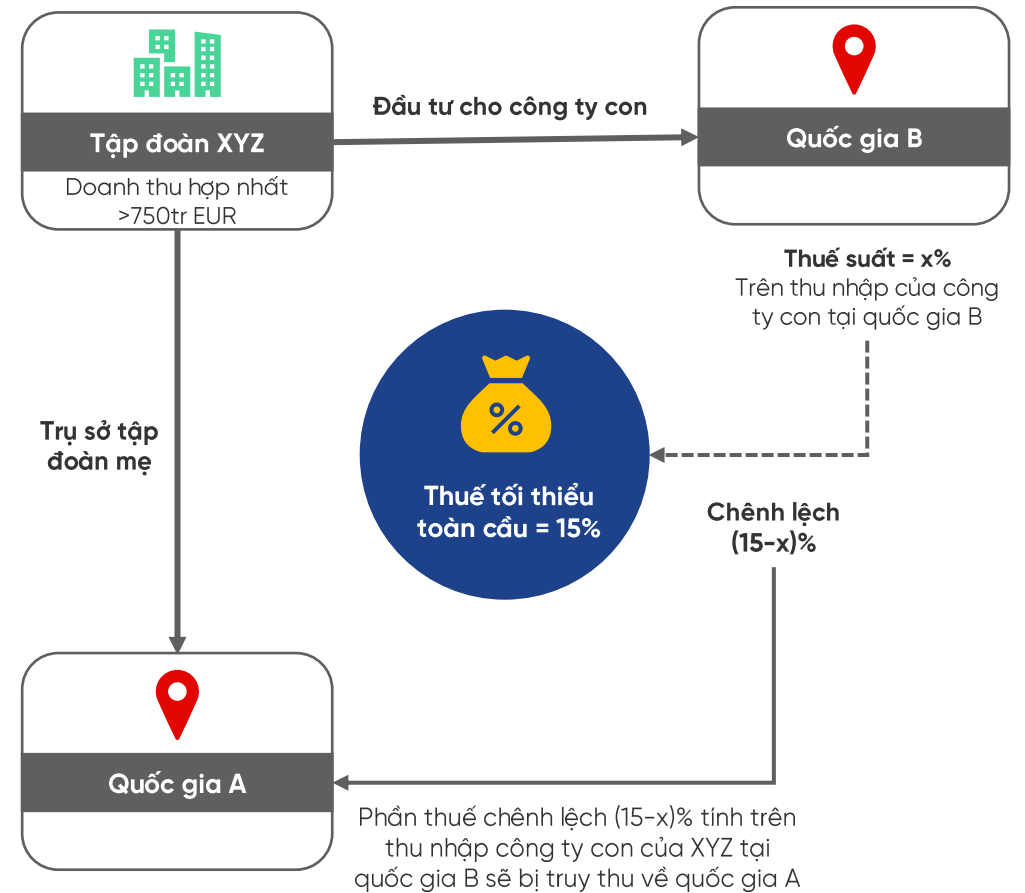 Tập đoàn XYZ
Doanh thu hợp nhất
>750tr EUR
Đầu tư cho công ty con
Quốc gia B
Thuế suất = x%
Trên thu nhập của công
ty con tại quốc gia B
Trụ sở tập
đoàn mẹ
%
Thuế tối thiểu
toàn cầu = 15%
Chênh lệch
(15-x)%
Quốc gia A
Phần thuế chênh lệch (15-x)% tính trên
thu nhập công ty con của XYZ tại
quốc gia B sẽ bị truy thu về quốc gia A